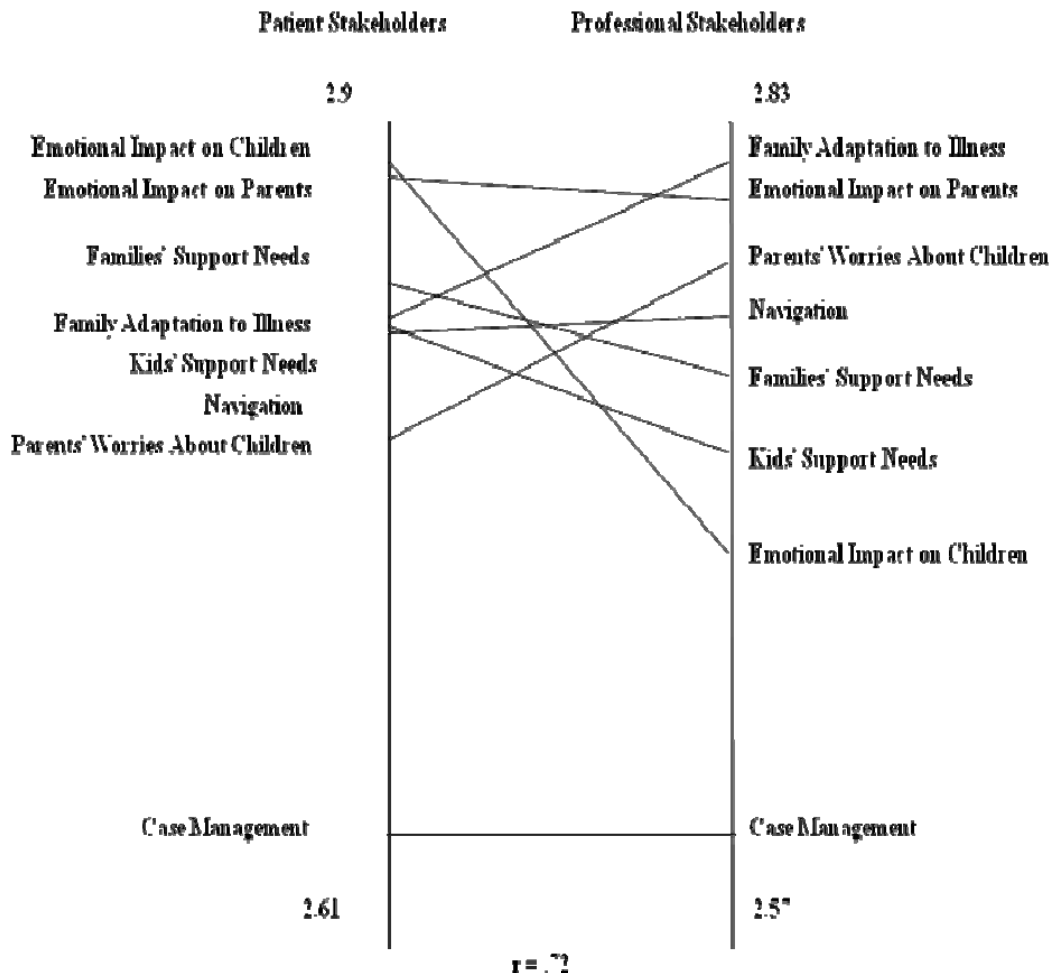 Patient Stakeholders Professional Stakeholders
2.9 2.83
Emotional Impact on Children Family Adaptation to Illness
Emotional Impact on Parents Emotional Impact on Parents
Families' Support Needs Parents' Worries About Children
Family Adaptation to Illness Navigation
Kids' Support Needs Families' Support Needs
Navigation
Parents' Worries About Children Kids' Support Needs
Emotional Impact on Children
Case Management Case Management
2.61 2.57
r = .72